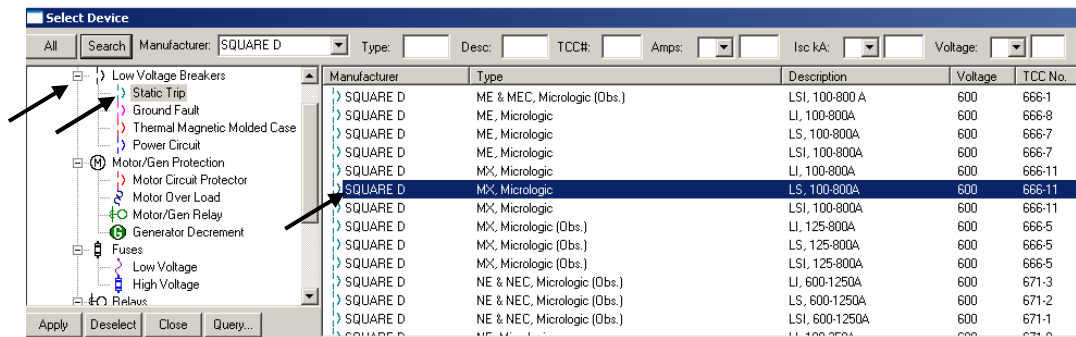 Select Device
All Search Manufacturer: SQUARE D Type: Desc: TCC#: Amps: Isc kA: Voltage:
Low Voltage Breakers
Static Trip
Ground Fault
Thermal Magnetic Molded Case
Power Circuit
M Motor/Gen Protection
Motor Circuit Protector
Motor Over Load
Motor/Gen Relay
G Generator Decrement
Fuses
Low Voltage
High Voltage
Relays
Apply Deselect Close Query...
Manufacturer Type Description Voltage TCC No.
SQUARE D ME & MEC, Micrologic (Obs.) LSI, 100-800 A 600 666-1
SQUARE D ME, Micrologic LI, 100-800A 600 666-8
SQUARE D ME, Micrologic LS, 100-800A 600 666-7
SQUARE D ME, Micrologic LSI, 100-800A 600 666-7
SQUARE D MX, Micrologic LI, 100-800A 600 666-11
SQUARE D MX, Micrologic LS, 100-800A 600 666-11
SQUARE D MX, Micrologic LSI, 100-800A 600 666-11
SQUARE D MX, Micrologic (Obs.) LI, 125-800A 600 666-5
SQUARE D MX, Micrologic (Obs.) LS, 125-800A 600 666-5
SQUARE D MX, Micrologic (Obs.) LSI, 125-800A 600 666-5
SQUARE D NE & NEC, Micrologic (Obs.) LI, 600-1250A 600 671-3
SQUARE D NE & NEC, Micrologic (Obs.) LS, 600-1250A 600 671-2
SQUARE D NE & NEC, Micrologic (Obs.) LSI, 600-1250A 600 671-1
SQUARE D